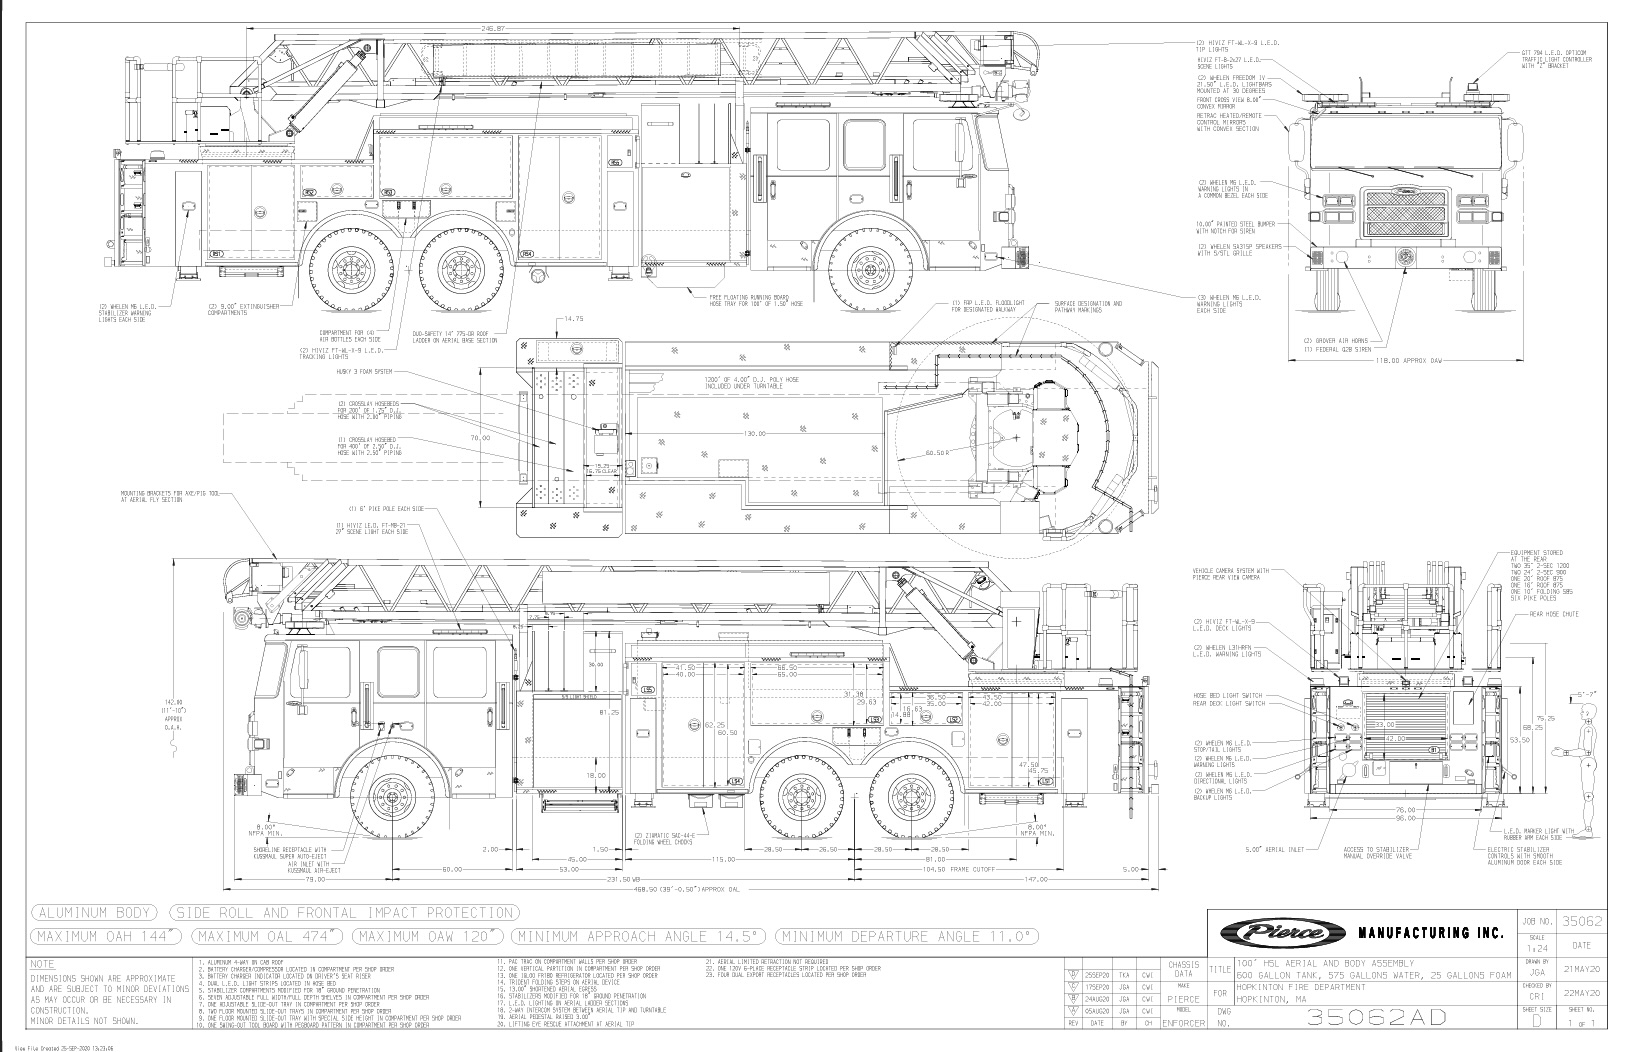 246.87
(2) HIVIZ FT-WL-X-9 L.E.D.
TIP LIGHTS
HIVIZ FT-B-2x27 L.E.D.
SCENE LIGHTS
(2) WHELEN FREEDOM IV
21.50" L.E.D. LIGHTBARS
MOUNTED AT 30 DEGREES
FRONT CROSS VIEW 8.00"
CONVEX MIRROR
RETRAC HEATED/REMOTE
CONTROL MIRRORS
WITH CONVEX SECTION
GTT 794 L.E.D. OPTICOM
TRAFFIC LIGHT CONTROLLER
WITH "Z" BRACKET
(2) WHELEN M6 L.E.D.
WARNING LIGHTS IN
A COMMON BEZEL EACH SIDE
10.00" PAINTED STEEL BUMPER
WITH NOTCH FOR SIREN
(2) WHELEN SA315P SPEAKERS
WITH S/STL GRILLE
(3) WHELEN M6 L.E.D.
WARNING LIGHTS
EACH SIDE
(2) GROVER AIR HORNS
(1) FEDERAL Q2B SIREN
118.00 APPROX OAW
RS1
RS2
RS3
RS4
RS5
(2) WHELEN M6 L.E.D.
STABILIZER WARNING
LIGHTS EACH SIDE
(2) 9.00" EXTINGUISHER
COMPARTMENTS
COMPARTMENT FOR (4)
AIR BOTTLES EACH SIDE
(2) HIVIZ FT-WL-X-9 L.E.D.
TRACKING LIGHTS
DUO-SAFETY 14' 775-DR ROOF
LADDER ON AERIAL BASE SECTION
FREE FLOATING RUNNING BOARD
HOSE TRAY FOR 100' OF 1.50" HOSE
(1) FRP L.E.D. FLOODLIGHT
FOR DESIGNATED WALKWAY
SURFACE DESIGNATION AND
PATHWAY MARKINGS
14.75
HUSKY 3 FOAM SYSTEM
1200' OF 4.00" D.J. POLY HOSE
INCLUDED UNDER TURNTABLE
(2) CROSSLAY HOSEBEDS
FOR 200' OF 1.75" D.J.
HOSE WITH 2.00" PIPING
(1) CROSSLAY HOSEBED
FOR 400' OF 2.50" D.J.
HOSE WITH 2.50" PIPING
70.00
130.00
60.50 R
19.25
16.75 CLEAR
MOUNTING BRACKETS FOR AXE/PIG TOOL
AT AERIAL FLY SECTION
(1) 6' PIKE POLE EACH SIDE
(1) HIVIZ L.E.D. FT-MB-21
27" SCENE LIGHT EACH SIDE
142.00
(11'-10")
APPROX
O.A.H.
7.75
30.00
81.25
18.00
41.50
40.00
62.25
60.50
66.50
65.00
31.38
29.63
36.50
35.00
16.63
14.88
43.50
42.00
47.50
45.75
LS5
LS4
LS3
LS2
LS1
8.00°
NFPA MIN.
8.00°
NFPA MIN.
SHORELINE RECEPTACLE WITH
KUSSMAUL SUPER AUTO-EJECT
AIR INLET WITH
KUSSMAUL AIR-EJECT
(2) ZIAMATIC SAC-44-E
FOLDING WHEEL CHOCKS
2.00
1.50
45.00
53.00
60.00
79.00
115.00
28.50
26.50
28.50
28.50
81.00
104.50 FRAME CUTOFF
5.00
231.50 WB
147.00
468.50 (39'-0.50") APPROX OAL
EQUIPMENT STORED
AT THE REAR
TWO 35' 2-SEC 1200
TWO 24' 2-SEC 900
ONE 20' ROOF 875
ONE 16' ROOF 875
ONE 10' FOLDING 585
SIX PIKE POLES
VEHICLE CAMERA SYSTEM WITH
PIERCE REAR VIEW CAMERA
REAR HOSE CHUTE
(2) HIVIZ FT-WL-X-9
L.E.D. DECK LIGHTS
(2) WHELEN L31HRFN
L.E.D. WARNING LIGHTS
HOSE BED LIGHT SWITCH
REAR DECK LIGHT SWITCH
(2) WHELEN M6 L.E.D.
STOP/TAIL LIGHTS
(2) WHELEN M6 L.E.D.
WARNING LIGHTS
(2) WHELEN M6 L.E.D.
DIRECTIONAL LIGHTS
(2) WHELEN M6 L.E.D.
BACKUP LIGHTS
33.00
42.00
B1
53.50
68.25
75.25
5'-7"
76.00
96.00
5.00" AERIAL INLET
ACCESS TO STABILIZER
MANUAL OVERRIDE VALVE
L.E.D. MARKER LIGHT WITH
RUBBER ARM EACH SIDE
ELECTRIC STABILIZER
CONTROLS WITH SMOOTH
ALUMINUM DOOR EACH SIDE
ALUMINUM BODY
SIDE ROLL AND FRONTAL IMPACT PROTECTION
MAXIMUM OAH 144"
MAXIMUM OAL 474"
MAXIMUM OAW 120"
MINIMUM APPROACH ANGLE 14.5°
MINIMUM DEPARTURE ANGLE 11.0°
NOTE
DIMENSIONS SHOWN ARE APPROXIMATE
AND ARE SUBJECT TO MINOR DEVIATIONS
AS MAY OCCUR OR BE NECESSARY IN
CONSTRUCTION.
MINOR DETAILS NOT SHOWN.
1. ALUMINUM 4-WAY ON CAB ROOF
2. BATTERY CHARGER/COMPRESSOR LOCATED IN COMPARTMENT PER SHOP ORDER
3. BATTERY CHARGER INDICATOR LOCATED ON DRIVER'S SEAT RISER
4. DUAL L.E.D. LIGHT STRIPS LOCATED IN HOSE BED
5. STABILIZER COMPARTMENTS MODIFIED FOR 18" GROUND PENETRATION
6. SEVEN ADJUSTABLE FULL WIDTH/FULL DEPTH SHELVES IN COMPARTMENT PER SHOP ORDER
7. ONE ADJUSTABLE SLIDE-OUT TRAY IN COMPARTMENT PER SHOP ORDER
8. TWO FLOOR MOUNTED SLIDE-OUT TRAYS IN COMPARTMENT PER SHOP ORDER
9. ONE FLOOR MOUNTED SLIDE-OUT TRAY WITH SPECIAL SIDE HEIGHT IN COMPARTMENT PER SHOP ORDER
10. ONE SWING-OUT TOOL BOARD WITH PEGBOARD PATTERN IN COMPARTMENT PER SHOP ORDER
11. PAC TRAC ON COMPARTMENT WALLS PER SHOP ORDER
12. ONE VERTICAL PARTITION IN COMPARTMENT PER SHOP ORDER
13. ONE IGLOO FR180 REFRIGERATOR LOCATED PER SHOP ORDER
14. TRIDENT FOLDING STEPS ON AERIAL DEVICE
15. 13.00" SHORTENED AERIAL EGRESS
16. STABILIZERS MODIFIED FOR 18" GROUND PENETRATION
17. L.E.D. LIGHTING ON AERIAL LADDER SECTIONS
18. 2-WAY INTERCOM SYSTEM BETWEEN AERIAL TIP AND TURNTABLE
19. AERIAL PEDESTAL RAISED 3.00"
20. LIFTING EYE RESCUE ATTACHMENT AT AERIAL TIP
21. AERIAL LIMITED ROTATION NOT REQUIRED
22. ONE 120V 6-PLACE RECEPTACLE STRIP LOCATED PER SHOP ORDER
23. FOUR DUAL EXPORT RECEPTACLES LOCATED PER SHOP ORDER
D 25SEP20 TKA CWI
C 17SEP20 JGA CWI
B 24AUG20 JGA CWI
A 05AUG20 JGA CWI
REV DATE BY CH
CHASSIS
DATA
MAKE
PIERCE
MODEL
ENFORCER
Pierce MANUFACTURING INC.
TITLE
100' HSL AERIAL AND BODY ASSEMBLY
600 GALLON TANK, 575 GALLONS WATER, 25 GALLONS FOAM
FOR
HOPKINTON FIRE DEPARTMENT
HOPKINTON, MA
DWG
NO.
35062AD
JOB NO. 35062
SCALE
1:24
DATE
DRAWN BY
JGA
21MAY20
CHECKED BY
CRI
22MAY20
SHEET SIZE
D
SHEET NO.
1 OF 1
View File Created 25-SEP-2020 13:23:06